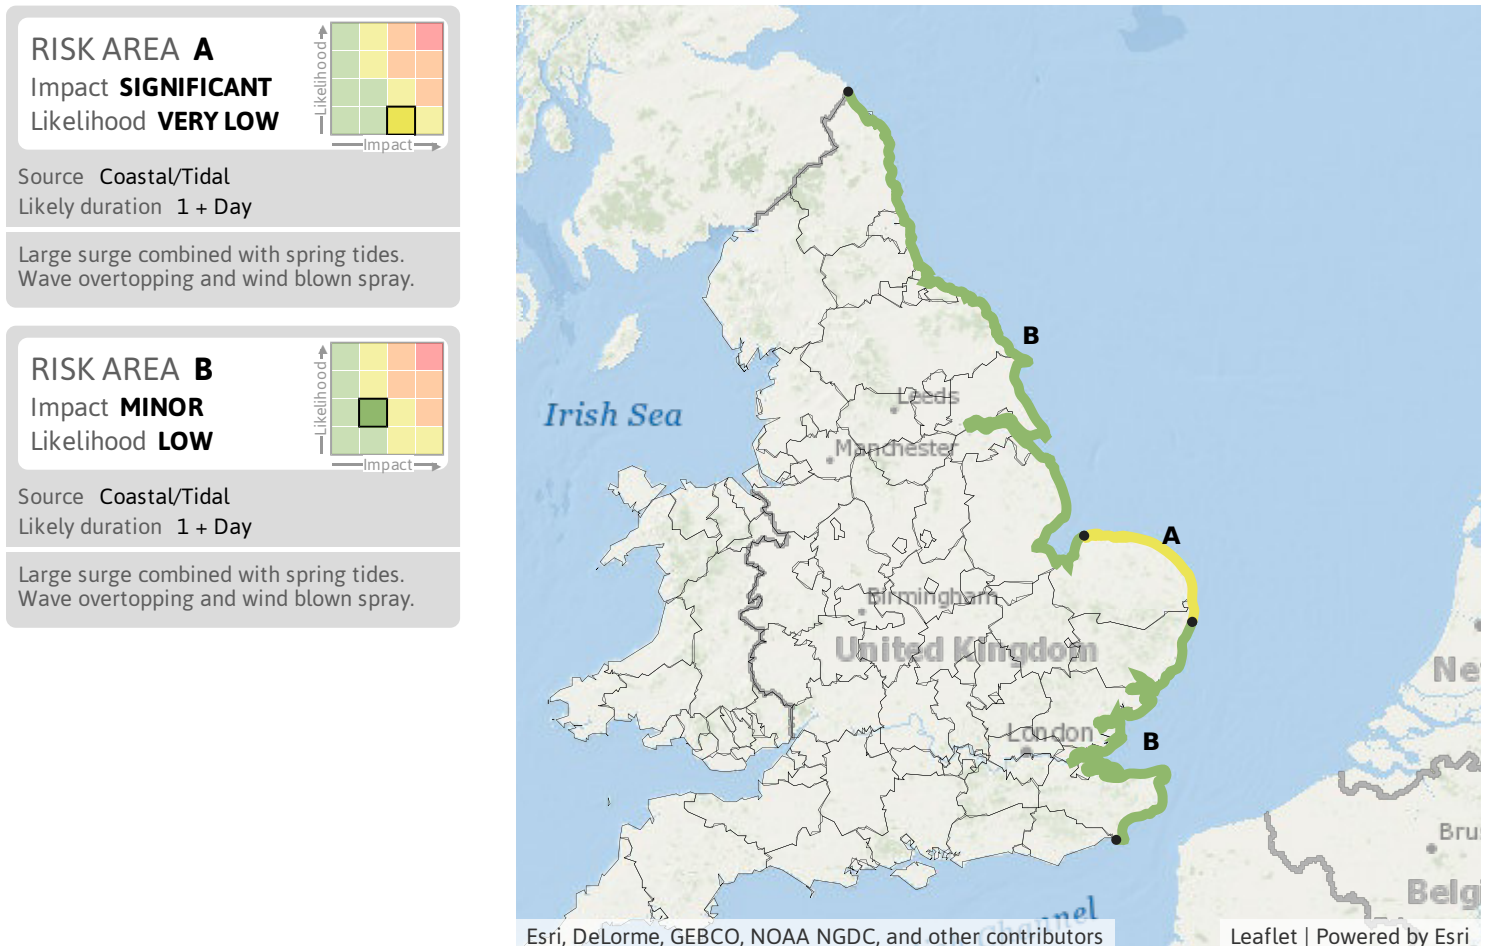 RISK AREA A
Impact SIGNIFICANT
Likelihood VERY LOW
Likelihood
Impact
Source Coastal/Tidal
Likely duration 1 + Day
Large surge combined with spring tides.
Wave overtopping and wind blown spray.
RISK AREA B
Impact MINOR
Likelihood LOW
Likelihood
Impact
Source Coastal/Tidal
Likely duration 1 + Day
Large surge combined with spring tides.
Wave overtopping and wind blown spray.
B
Leeds
Irish Sea
Manchester
A
Birmingham
United Kingdom
Ne
London
B
Bru
Belg
Channel
Esri, DeLorme, GEBCO, NOAA NGDC, and other contributors
Leaflet | Powered by Esri